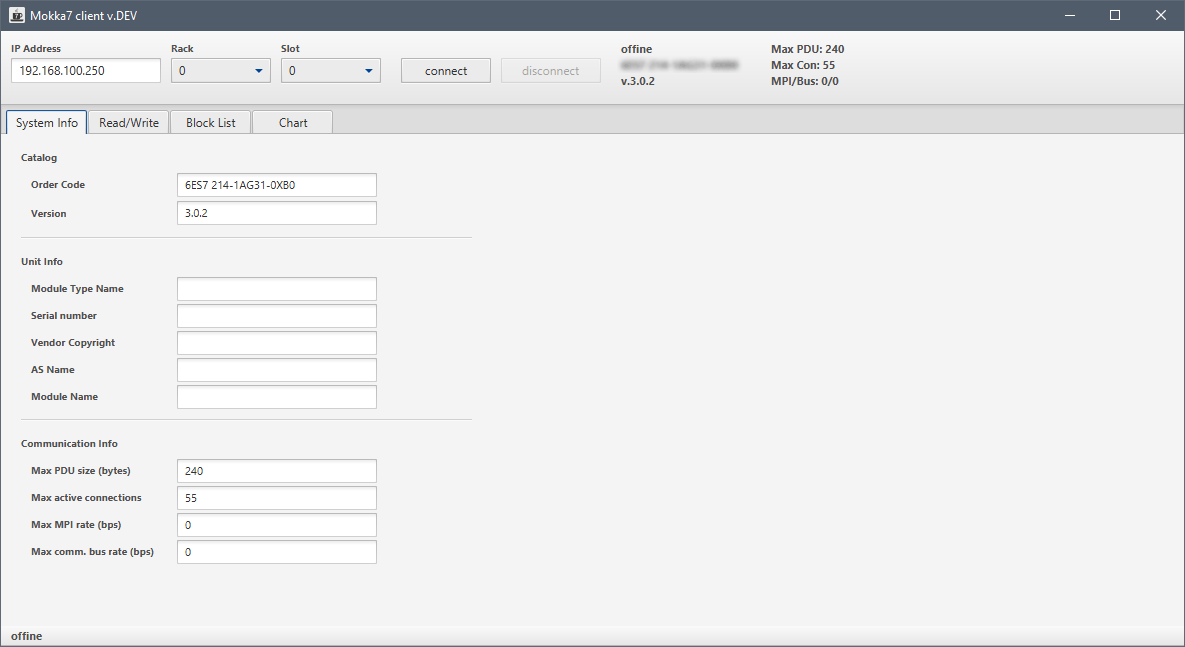 Mokka7 client v.DEV
IP Address
Rack
Slot
192.168.100.250
0
0
connect
disconnect
offine
v.3.0.2
Max PDU: 240
Max Con: 55
MPI/Bus: 0/0
System Info
Read/Write
Block List
Chart
Catalog
Order Code
6ES7 214-1AG31-0XB0
Version
3.0.2
Unit Info
Module Type Name
Serial number
Vendor Copyright
AS Name
Module Name
Communication Info
Max PDU size (bytes)
240
Max active connections
55
Max MPI rate (bps)
0
Max comm. bus rate (bps)
0
offine